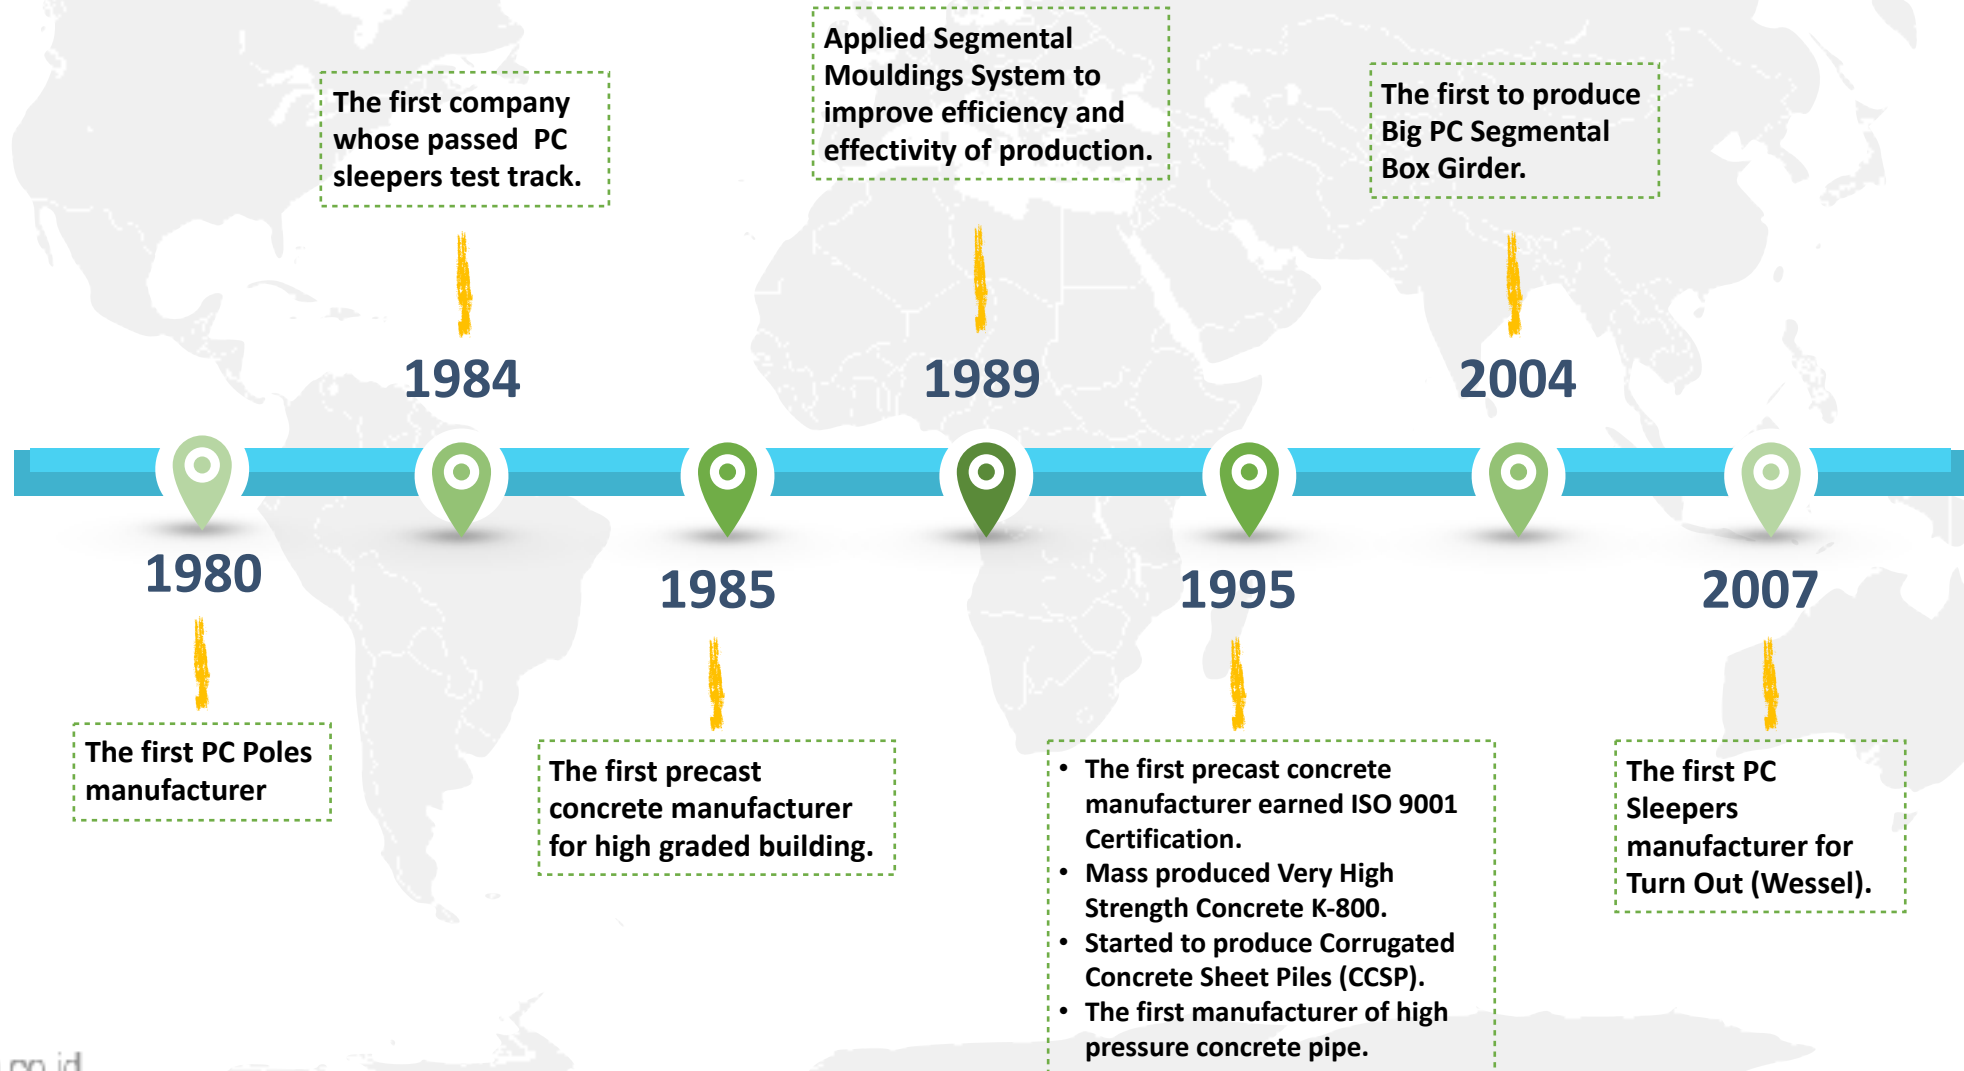 The first company
whose passed PC
sleepers test track.
Applied Segmental
Mouldings System to
improve efficiency and
effectivity of production.
The first to produce
Big PC Segmental
Box Girder.
1984
1989
2004
1980
1985
1995
2007
The first PC Poles
manufacturer
The first precast
concrete manufacturer
for high graded building.
• The first precast concrete
manufacturer earned ISO 9001
Certification.
• Mass produced Very High
Strength Concrete K-800.
• Started to produce Corrugated
Concrete Sheet Piles (CCSP).
• The first manufacturer of high
pressure concrete pipe.
The first PC
Sleepers
manufacturer for
Turn Out (Wessel).